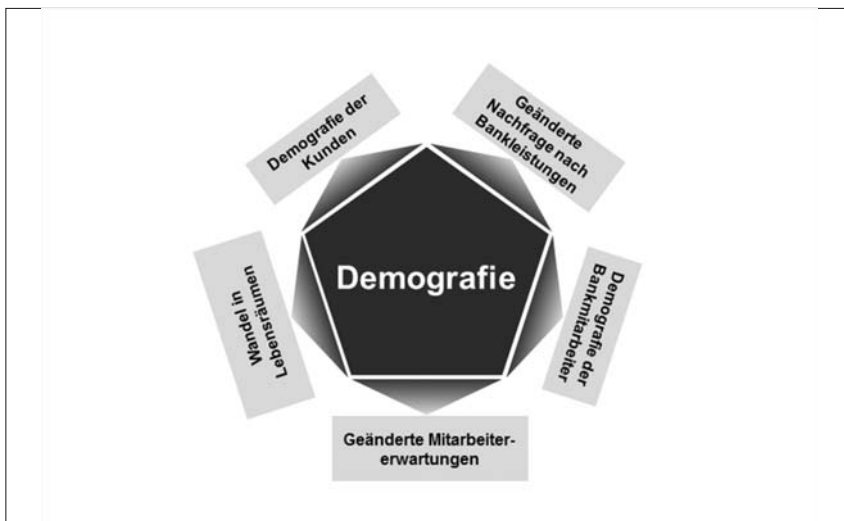 Demografie der
Kunden
Geänderte
Nachfrage nach
Bankleistungen
Demografie
Wandel in
Lebensräumen
Demografie der
Bankmitarbeiter
Geänderte Mitarbeiter-
erwartungen